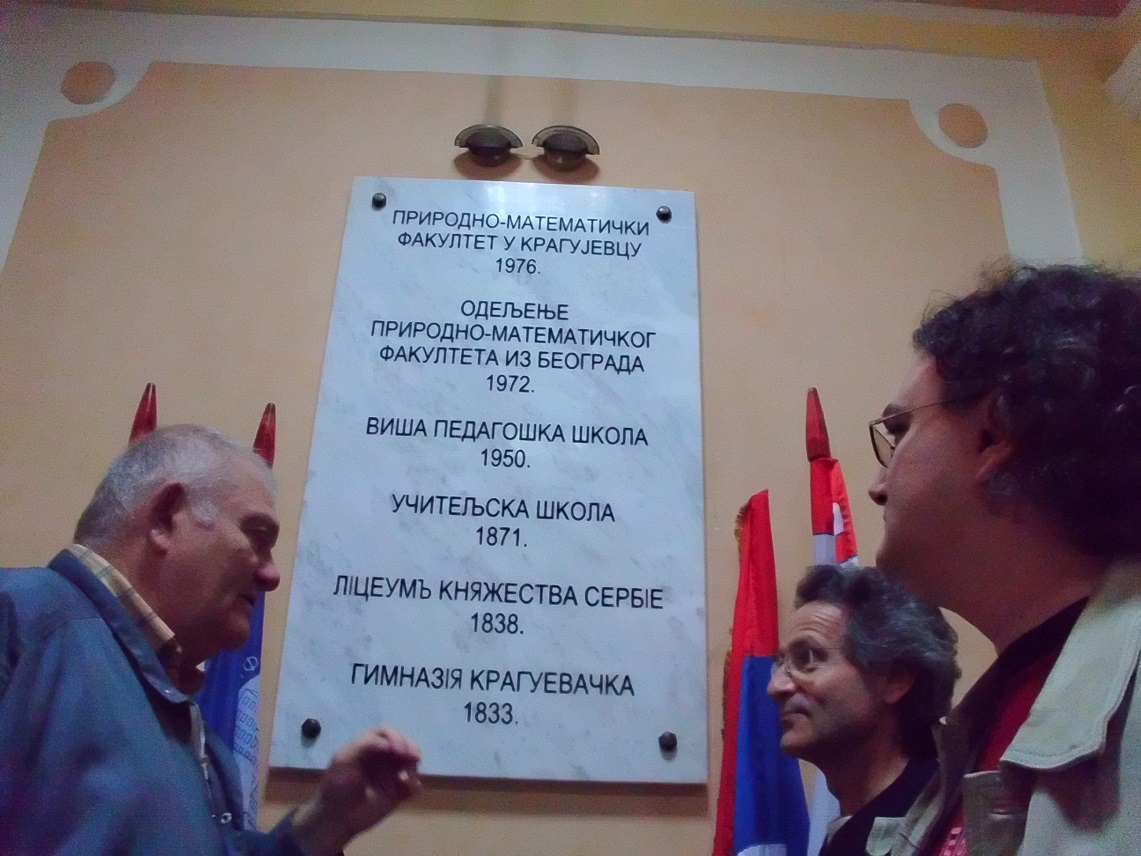 ПРИРОДНО-МАТЕМАТИЧКИ
ФАКУЛТЕТ У КРАГУЈЕВЦУ
1976.
ОДЕЉЕЊЕ
ПРИРОДНО-МАТЕМАТИЧКОГ
ФАКУЛТЕТА ИЗ БЕОГРАДА
1972.
ВИША ПЕДАГОШКА ШКОЛА
1950.
УЧИТЕЉСКА ШКОЛА
1871.
ЛІЦЕУМЪ КНЯЖЕСТВА СЕРБІЕ
1838.
ГИМНАЗІЯ КРАГУЕВАЧКА
1833.